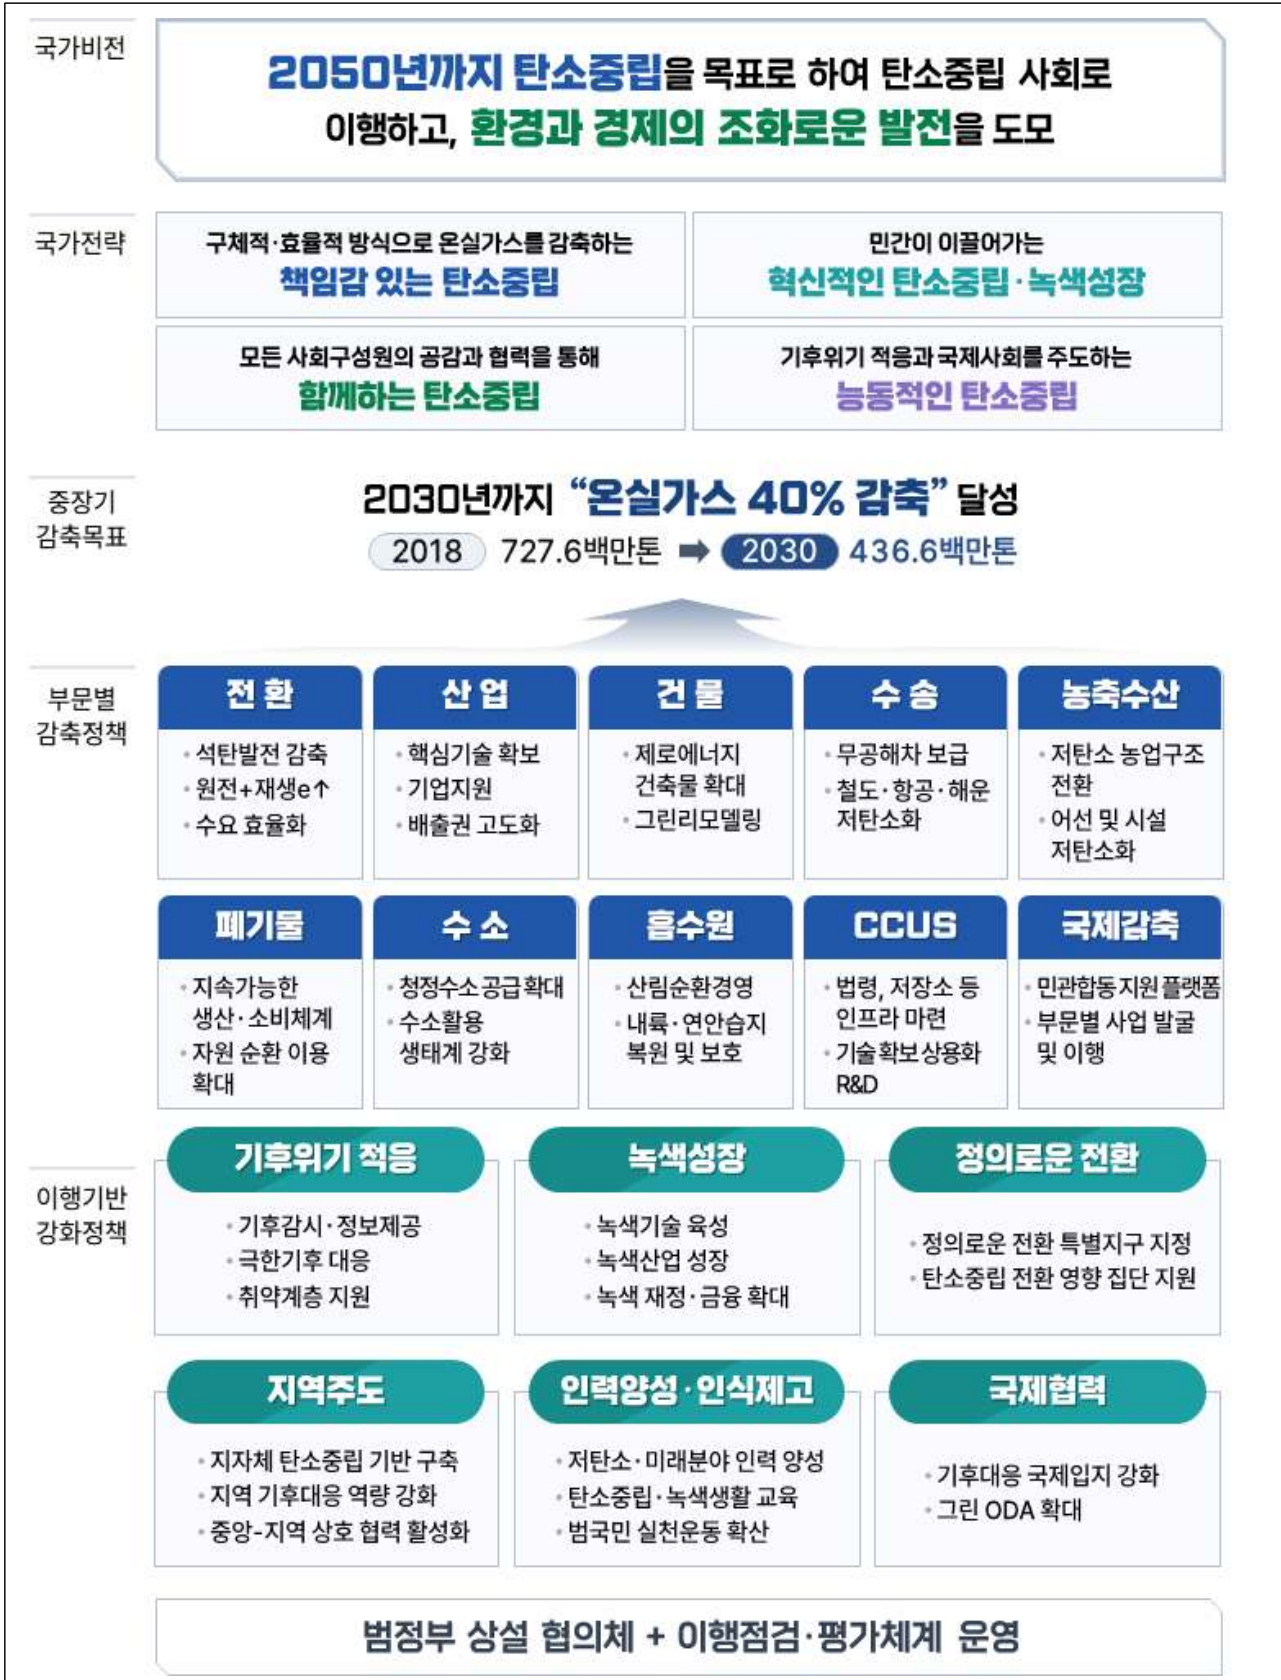 국가비전
2050년까지 탄소중립을 목표로 하여 탄소중립 사회로
이행하고, 환경과 경제의 조화로운 발전을 도모
국가전략
구체적·효율적 방식으로 온실가스를 감축하는
책임감 있는 탄소중립
민간이 이끌어가는
혁신적인 탄소중립·녹색성장
모든 사회구성원의 공감과 협력을 통해
함께하는 탄소중립
기후위기 적응과 국제사회를 주도하는
능동적인 탄소중립
중장기
감축목표
2030년까지 “온실가스 40% 감축” 달성
2018 727.6백만톤 ➡ 2030 436.6백만톤
부문별
감축정책
전 환
• 석탄발전 감축
• 원전+재생e↑
• 수요 효율화
산 업
• 핵심기술 확보
• 기업지원
• 배출권 고도화
건 물
• 제로에너지
건축물 확대
• 그린리모델링
수 송
• 무공해차 보급
• 철도·항공·해운
저탄소화
농축수산
• 저탄소 농업구조
전환
• 어선 및 시설
저탄소화
폐기물
• 지속가능한
생산·소비체계
• 자원 순환 이용
확대
수 소
• 청정수소 공급 확대
• 수소활용
생태계 강화
흡수원
• 산림순환경영
• 내륙·연안습지
복원 및 보호
CCUS
• 법령, 저장소 등
인프라 마련
• 기술확보 상용화
R&D
국제감축
• 민관합동 지원 플랫폼
• 부문별 사업 발굴
및 이행
이행기반
강화정책
기후위기 적응
• 기후감시·정보제공
• 극한기후 대응
• 취약계층 지원
녹색성장
• 녹색기술 육성
• 녹색산업 성장
• 녹색 재정·금융 확대
정의로운 전환
• 정의로운 전환 특별지구 지정
• 탄소중립 전환 영향 집단 지원
지역주도
• 지자체 탄소중립 기반 구축
• 지역 기후대응 역량 강화
• 중앙-지역 상호 협력 활성화
인력양성·인식제고
• 저탄소·미래분야 인력 양성
• 탄소중립·녹색생활 교육
• 범국민 실천운동 확산
국제협력
• 기후대응 국제입지 강화
• 그린 ODA 확대
범정부 상설 협의체 + 이행점검·평가체계 운영